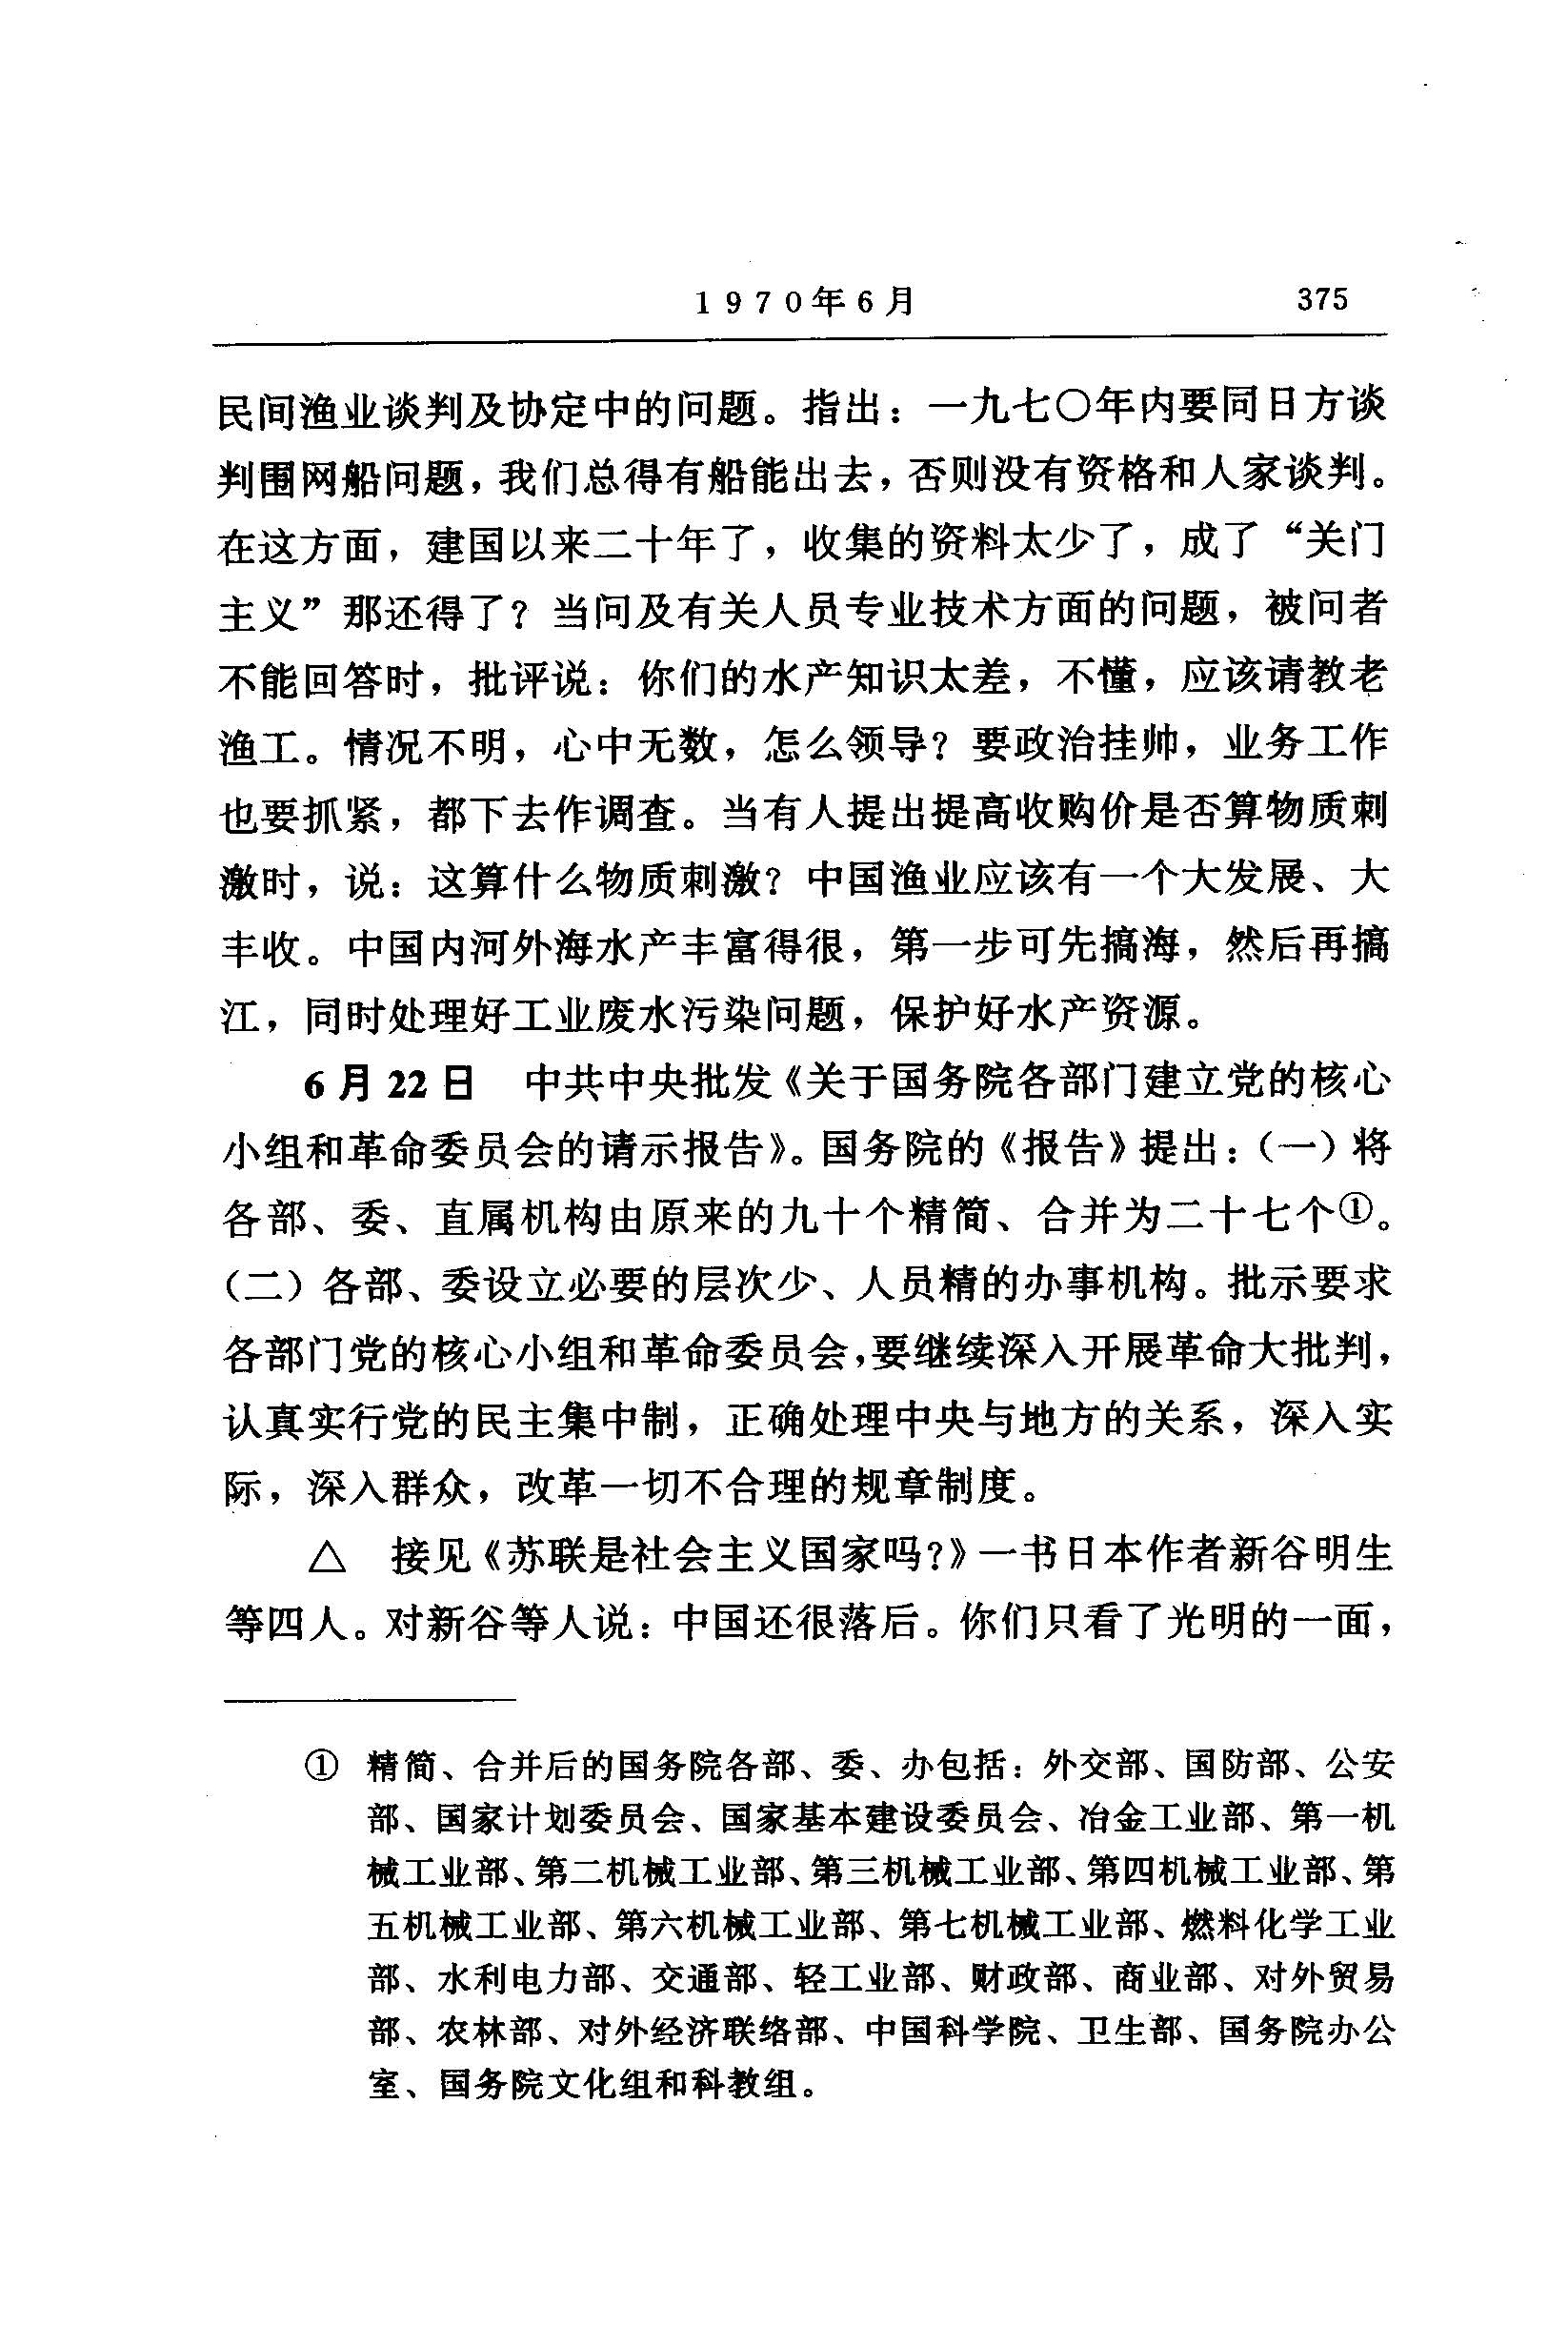 1970年6月 375
民间渔业谈判及协定中的问题。指出：一九七〇年内要同日方谈
判围网船问题，我们总得有船能出去，否则没有资格和人家谈判。
在这方面，建国以来二十年了，收集的资料太少了，成了“关门
主义”那还得了？当问及有关人员专业技术方面的问题，被问者
不能回答时，批评说：你们的水产知识太差，不懂，应该请教老
渔工。情况不明，心中无数，怎么领导？要政治挂帅，业务工作
也要抓紧，都下去作调查。当有人提出提高收购价是否算物质刺
激时，说：这算什么物质刺激？中国渔业应该有一个大发展、大
丰收。中国内河外海水产丰富得很，第一步可先搞海，然后再搞
江，同时处理好工业废水污染问题，保护好水产资源。
6月22日 中共中央批发《关于国务院各部门建立党的核心
小组和革命委员会的请示报告》。国务院的《报告》提出：（一）将
各部、委、直属机构由原来的九十个精简、合并为二十七个①。
（二）各部、委设立必要的层次少、人员精的办事机构。批示要求
各部门党的核心小组和革命委员会，要继续深入开展革命大批判，
认真实行党的民主集中制，正确处理中央与地方的关系，深入实
际，深入群众，改革一切不合理的规章制度。
△ 接见《苏联是社会主义国家吗？》一书日本作者新谷明生
等四人。对新谷等人说：中国还很落后。你们只看了光明的一面，
① 精简、合并后的国务院各部、委、办包括：外交部、国防部、公安
部、国家计划委员会、国家基本建设委员会、冶金工业部、第一机
械工业部、第二机械工业部、第三机械工业部、第四机械工业部、第
五机械工业部、第六机械工业部、第七机械工业部、燃料化学工业
部、水利电力部、交通部、轻工业部、财政部、商业部、对外贸易
部、农林部、对外经济联络部、中国科学院、卫生部、国务院办公
室、国务院文化组和科教组。